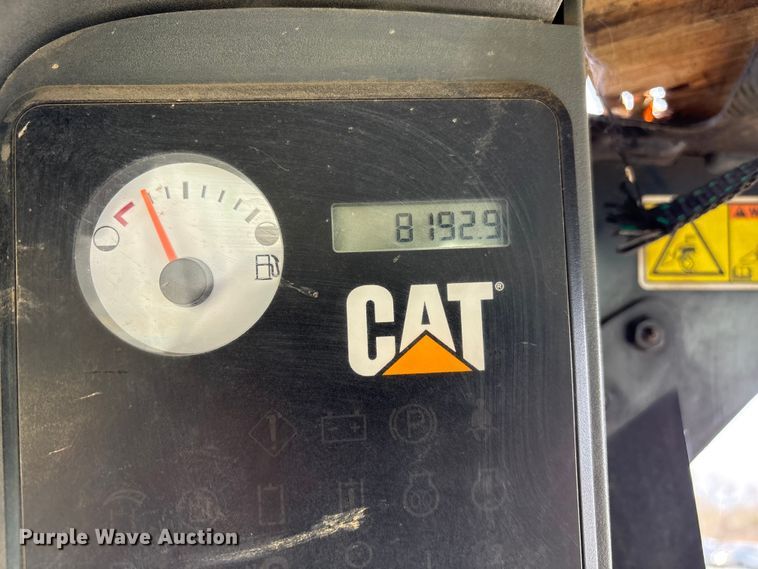 8192.9
CAT®
P
Purple Wave Auction